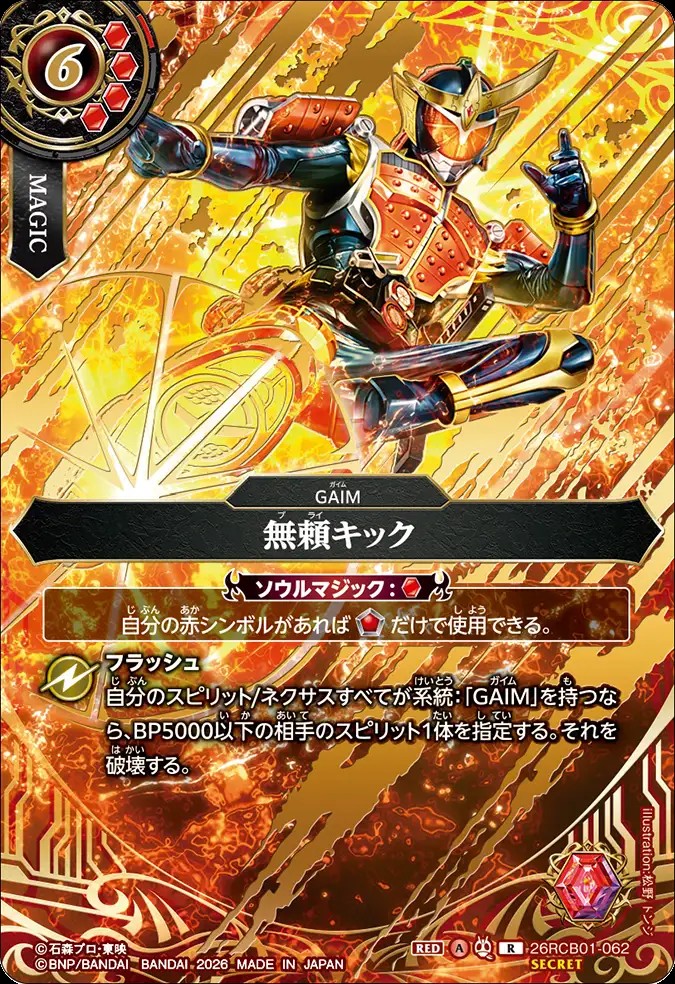 6
MAGIC
ガイム
GAIM
ブライ
無頼キック
ソウルマジック:
じぶん あか しよう
自分の赤シンボルがあれば だけで使用できる。
フラッシュ
じぶん けいとう ガイム も
自分のスピリット/ネクサスすべてが系統:「GAIM」を持つな
いか あいて たい してい
ら、BP5000以下の相手のスピリット1体を指定する。それを
はかい
破壊する。
illustration:松野 トンジ
©石森プロ・東映
©BNP/BANDAI BANDAI 2026 MADE IN JAPAN
RED A R 26RCB01-062
SECRET